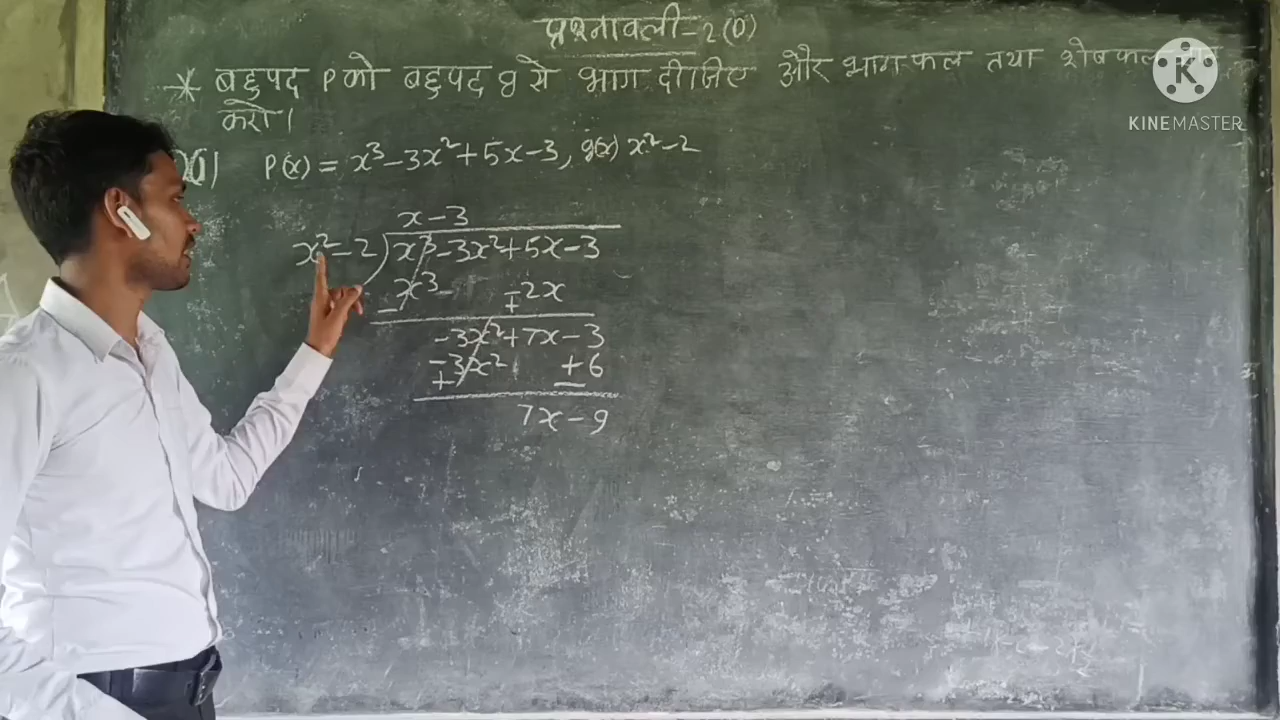 प्रश्नावली-2(D)
* बहुपद P को बहुपद g से भाग दीजिए और भागफल तथा शेषफल
करो।
P(x) = x³-3x²+5x-3, g(x) x²-2
x-3
x²-2)x³-3x²+5x-3
x³- -2x
- +
-3x²+7x-3
-3x² +6
+ -
7x-9
K
KINEMASTER